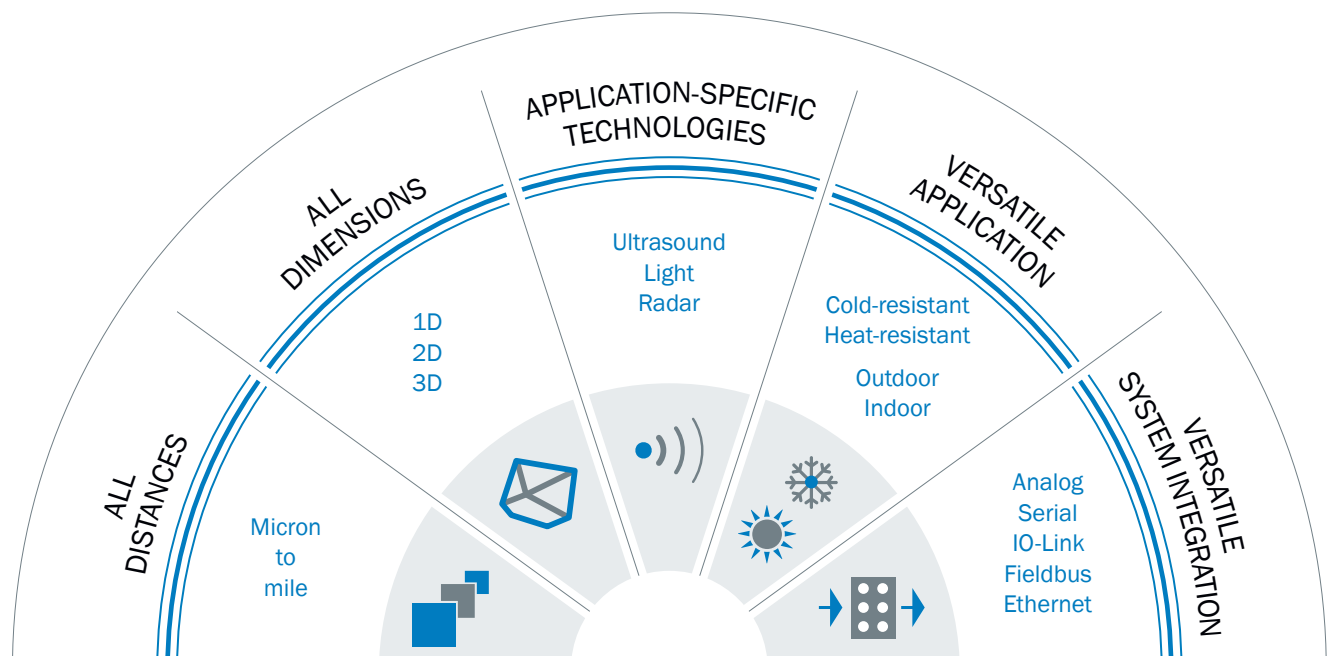 ALL
DISTANCES
Micron
to
mile
ALL
DIMENSIONS
1D
2D
3D
APPLICATION-SPECIFIC
TECHNOLOGIES
Ultrasound
Light
Radar
VERSATILE
APPLICATION
Cold-resistant
Heat-resistant
Outdoor
Indoor
VERSATILE
SYSTEM INTEGRATION
Analog
Serial
IO-Link
Fieldbus
Ethernet